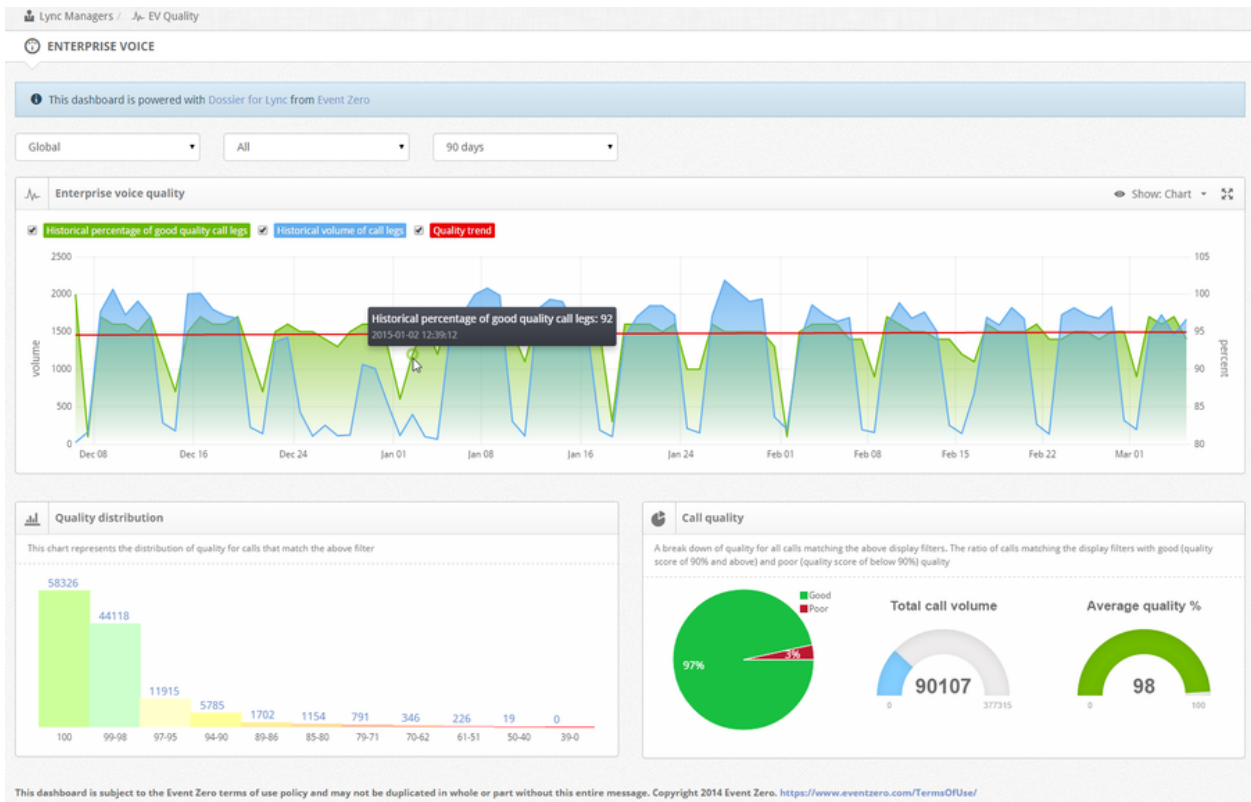 Lync Managers / EV Quality
ENTERPRISE VOICE
This dashboard is powered with Dossier for Lync from Event Zero
Global All 90 days
Enterprise voice quality Show: Chart
Historical percentage of good quality call legs Historical volume of call legs Quality trend
2500 105
2000 100
1500 95
1000 90
500 85
0 80
volume
percent
Historical percentage of good quality call legs: 92
2015-01-02 12:39:12
Dec 08 Dec 16 Dec 24 Jan 01 Jan 08 Jan 16 Jan 24 Feb 01 Feb 08 Feb 15 Feb 22 Mar 01
Quality distribution
This chart represents the distribution of quality for calls that match the above filter
58326 44118 11915 5785 1702 1154 791 346 226 19 0
100 99-98 97-95 94-90 89-86 85-80 79-71 70-62 61-51 50-40 39-0
Call quality
A break down of quality for all calls matching the above display filters. The ratio of calls matching the display filters with good (quality
score of 90% and above) and poor (quality score of below 90%) quality
Good
Poor
97% 3%
Total call volume
90107
0 377315
Average quality %
98
0 100
This dashboard is subject to the Event Zero terms of use policy and may not be duplicated in whole or part without this entire message. Copyright 2014 Event Zero. https://www.eventzero.com/TermsOfUse/